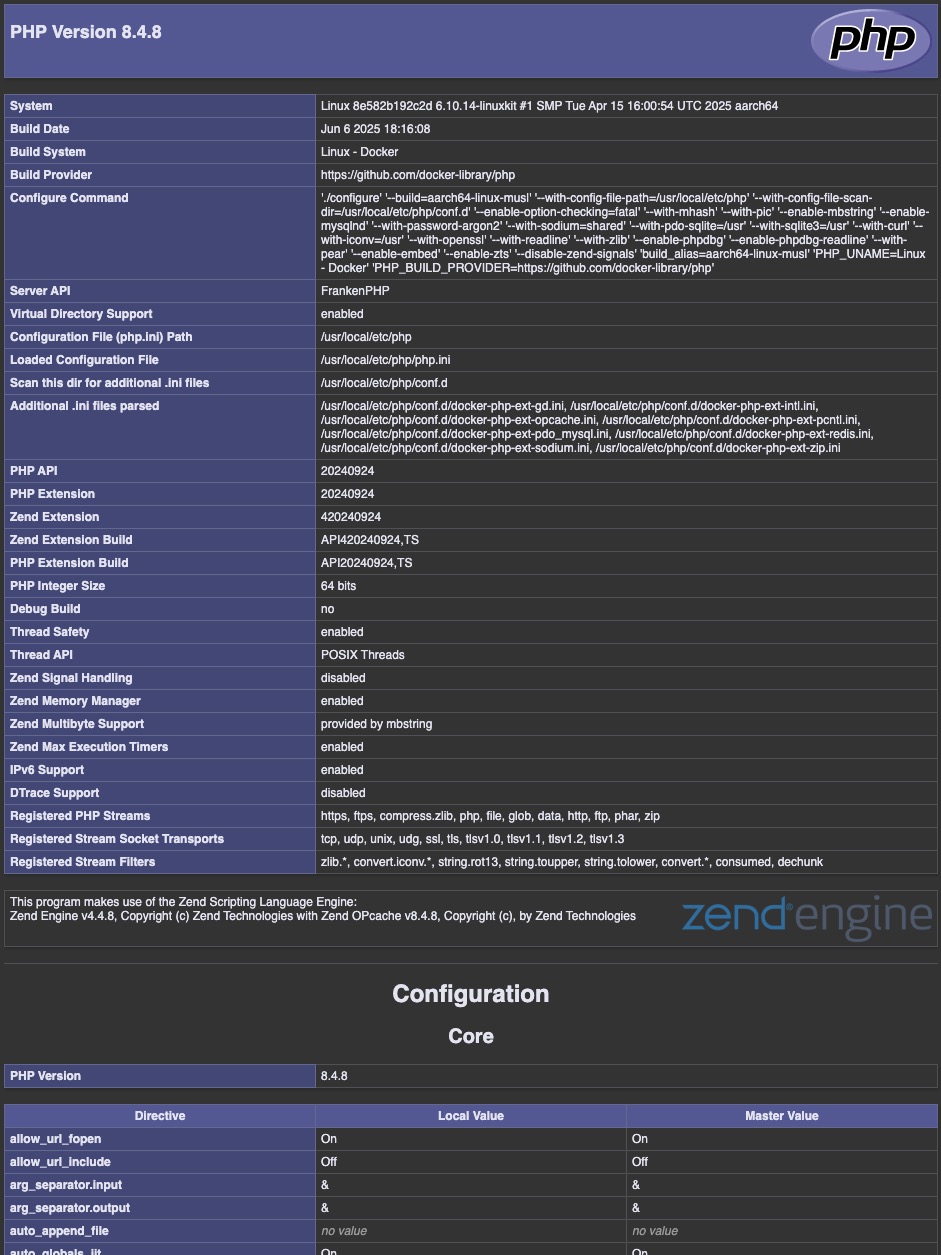 PHP Version 8.4.8
php
System Linux 8e582b192c2d 6.10.14-linuxkit #1 SMP Tue Apr 15 16:00:54 UTC 2025 aarch64
Build Date Jun 6 2025 18:16:08
Build System Linux - Docker
Build Provider https://github.com/docker-library/php
Configure Command './configure' '--build=aarch64-linux-musl' '--with-config-file-path=/usr/local/etc/php' '--with-config-file-scan-
dir=/usr/local/etc/php/conf.d' '--enable-option-checking=fatal' '--with-mhash' '--with-pic' '--enable-mbstring' '--enable-
mysqlnd' '--with-password-argon2' '--with-sodium=shared' '--with-pdo-sqlite=/usr' '--with-sqlite3=/usr' '--with-curl' '--
with-iconv=/usr' '--with-openssl' '--with-readline' '--with-zlib' '--enable-phpdbg' '--enable-phpdbg-readline' '--with-
pear' '--enable-embed' '--enable-zts' '--disable-zend-signals' 'build_alias=aarch64-linux-musl' 'PHP_UNAME=Linux
- Docker' 'PHP_BUILD_PROVIDER=https://github.com/docker-library/php'
Server API FrankenPHP
Virtual Directory Support enabled
Configuration File (php.ini) Path /usr/local/etc/php
Loaded Configuration File /usr/local/etc/php/php.ini
Scan this dir for additional .ini files /usr/local/etc/php/conf.d
Additional .ini files parsed /usr/local/etc/php/conf.d/docker-php-ext-gd.ini, /usr/local/etc/php/conf.d/docker-php-ext-intl.ini,
/usr/local/etc/php/conf.d/docker-php-ext-opcache.ini, /usr/local/etc/php/conf.d/docker-php-ext-pcntl.ini,
/usr/local/etc/php/conf.d/docker-php-ext-pdo_mysql.ini, /usr/local/etc/php/conf.d/docker-php-ext-redis.ini,
/usr/local/etc/php/conf.d/docker-php-ext-sodium.ini, /usr/local/etc/php/conf.d/docker-php-ext-zip.ini
PHP API 20240924
PHP Extension 20240924
Zend Extension 420240924
Zend Extension Build API420240924,TS
PHP Extension Build API20240924,TS
PHP Integer Size 64 bits
Debug Build no
Thread Safety enabled
Thread API POSIX Threads
Zend Signal Handling disabled
Zend Memory Manager enabled
Zend Multibyte Support provided by mbstring
Zend Max Execution Timers enabled
IPv6 Support enabled
DTrace Support disabled
Registered PHP Streams https, ftps, compress.zlib, php, file, glob, data, http, ftp, phar, zip
Registered Stream Socket Transports tcp, udp, unix, udg, ssl, tls, tlsv1.0, tlsv1.1, tlsv1.2, tlsv1.3
Registered Stream Filters zlib.*, convert.iconv.*, string.rot13, string.toupper, string.tolower, convert.*, consumed, dechunk
This program makes use of the Zend Scripting Language Engine:
Zend Engine v4.4.8, Copyright (c) Zend Technologies with Zend OPcache v8.4.8, Copyright (c), by Zend Technologies
zend® engine
Configuration
Core
PHP Version 8.4.8
Directive Local Value Master Value
allow_url_fopen On On
allow_url_include Off Off
arg_separator.input & &
arg_separator.output & &
auto_append_file no value no value
auto_globals_jit On On